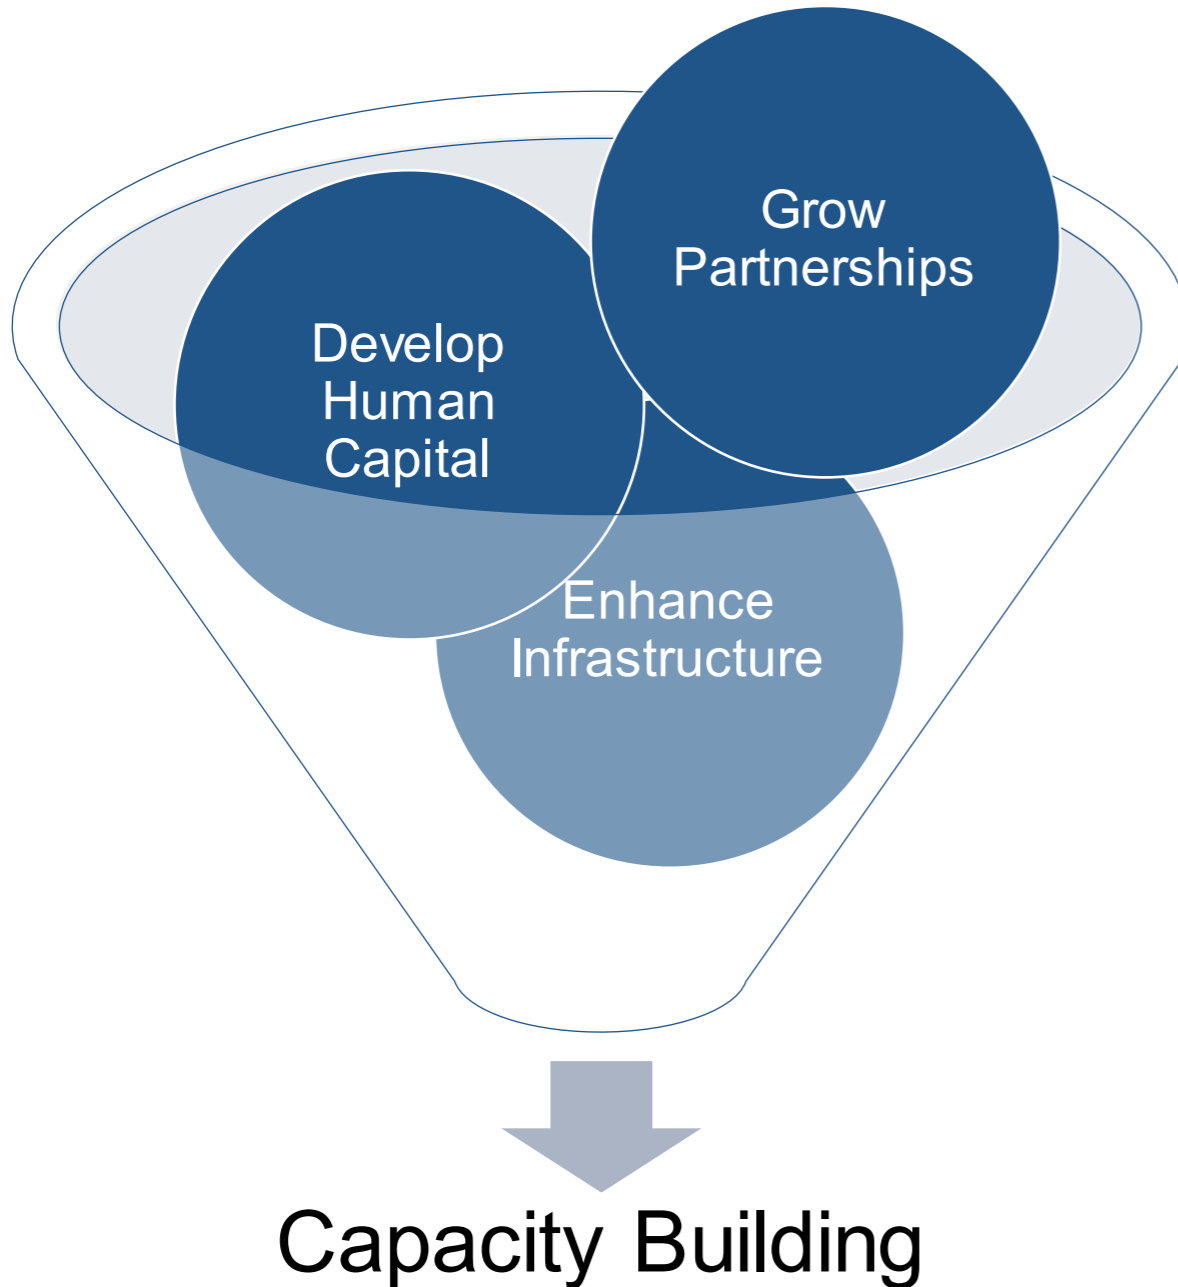 Grow
Partnerships
Develop
Human
Capital
Enhance
Infrastructure
Capacity Building